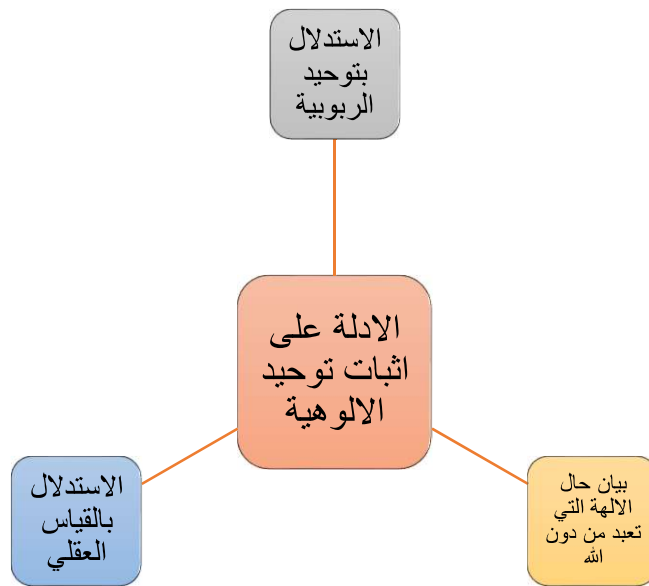 الاستدلال
بتوحيد
الربوبية
الادلة على
اثبات توحيد
الالوهية
بيان حال
الالهة التي
تعبد من دون
الله
الاستدلال
بالقياس
العقلي